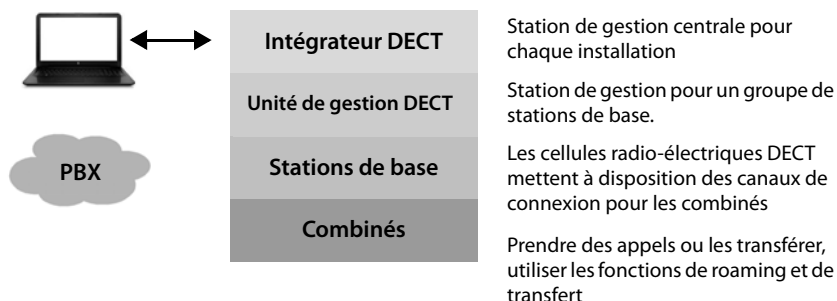 Intégrateur DECT
Station de gestion centrale pour
chaque installation
Unité de gestion DECT
Station de gestion pour un groupe de
stations de base.
PBX
Stations de base
Les cellules radio-électriques DECT
mettent à disposition des canaux de
connexion pour les combinés
Combinés
Prendre des appels ou les transférer,
utiliser les fonctions de roaming et de
transfert